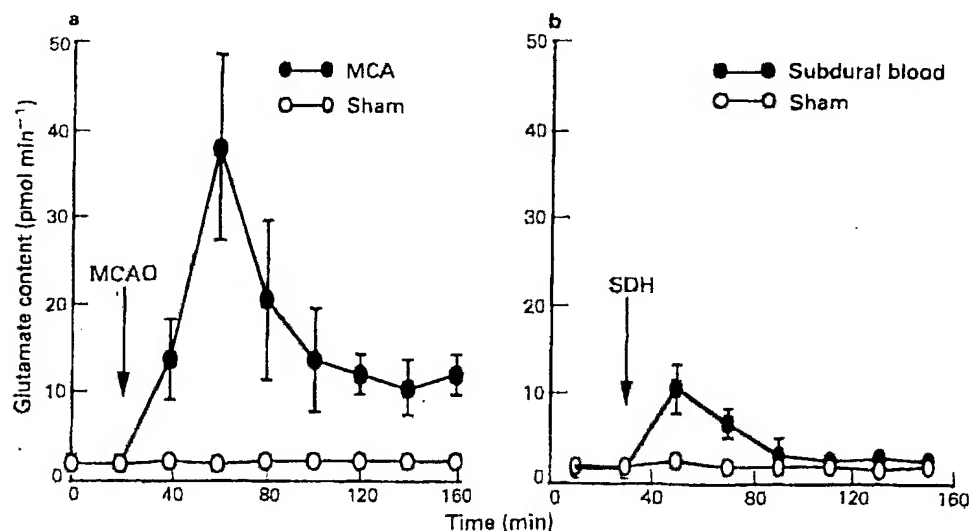 a
Glutamate content (pmol min⁻¹)
50
40
30
20
10
0
MCA
Sham
MCAO
0 40 80 120 160
b
50
40
30
20
10
0
Subdural blood
Sham
SDH
0 40 80 120 160
Time (min)